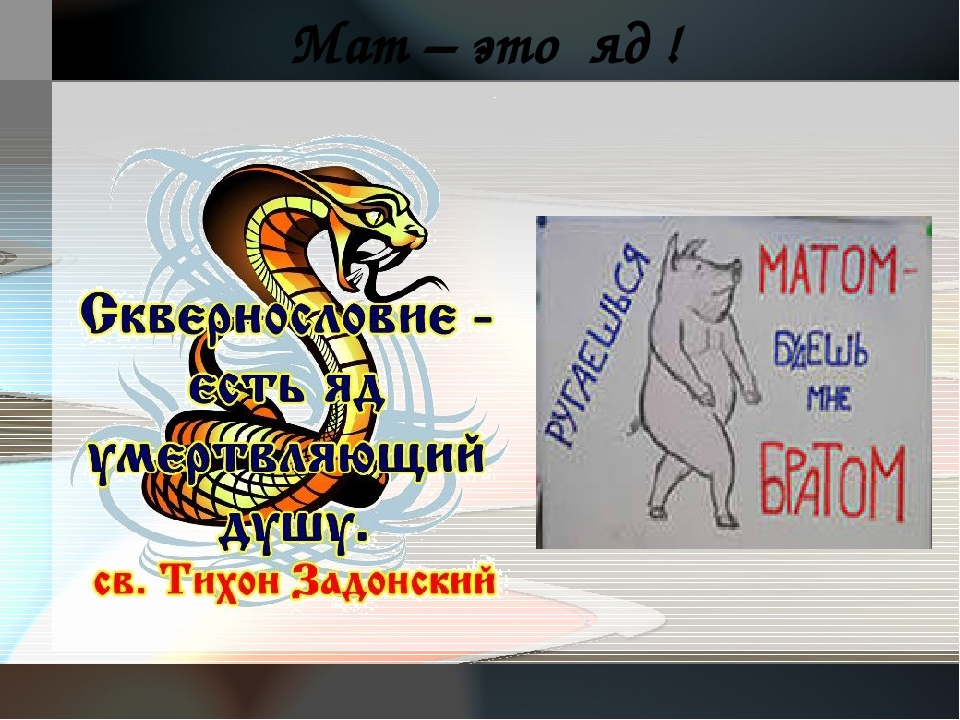 Мат – это яд !
Сквернословие -
есть яд
умертвляющий
душу.
св. Тихон Задонский
РУГАЕШЬСЯ
МАТОМ-
БУДЕШЬ
МНЕ
БРАТОМ